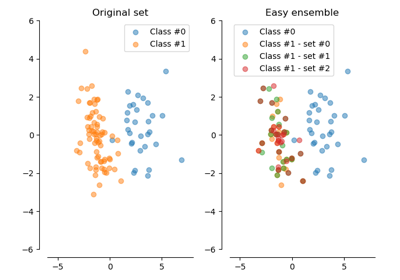 Original set
Easy ensemble
6
4
2
0
−2
−4
−6
−5
0
5
Class #0
Class #1
6
4
2
0
−2
−4
−6
−5
0
5
Class #0
Class #1 - set #0
Class #1 - set #1
Class #1 - set #2